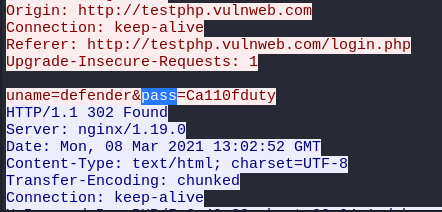 Origin: http://testphp.vulnweb.com
Connection: keep-alive
Referer: http://testphp.vulnweb.com/login.php
Upgrade-Insecure-Requests: 1
uname=defender&pass=Ca110fduty
HTTP/1.1 302 Found
Server: nginx/1.19.0
Date: Mon, 08 Mar 2021 13:02:52 GMT
Content-Type: text/html; charset=UTF-8
Transfer-Encoding: chunked
Connection: keep-alive